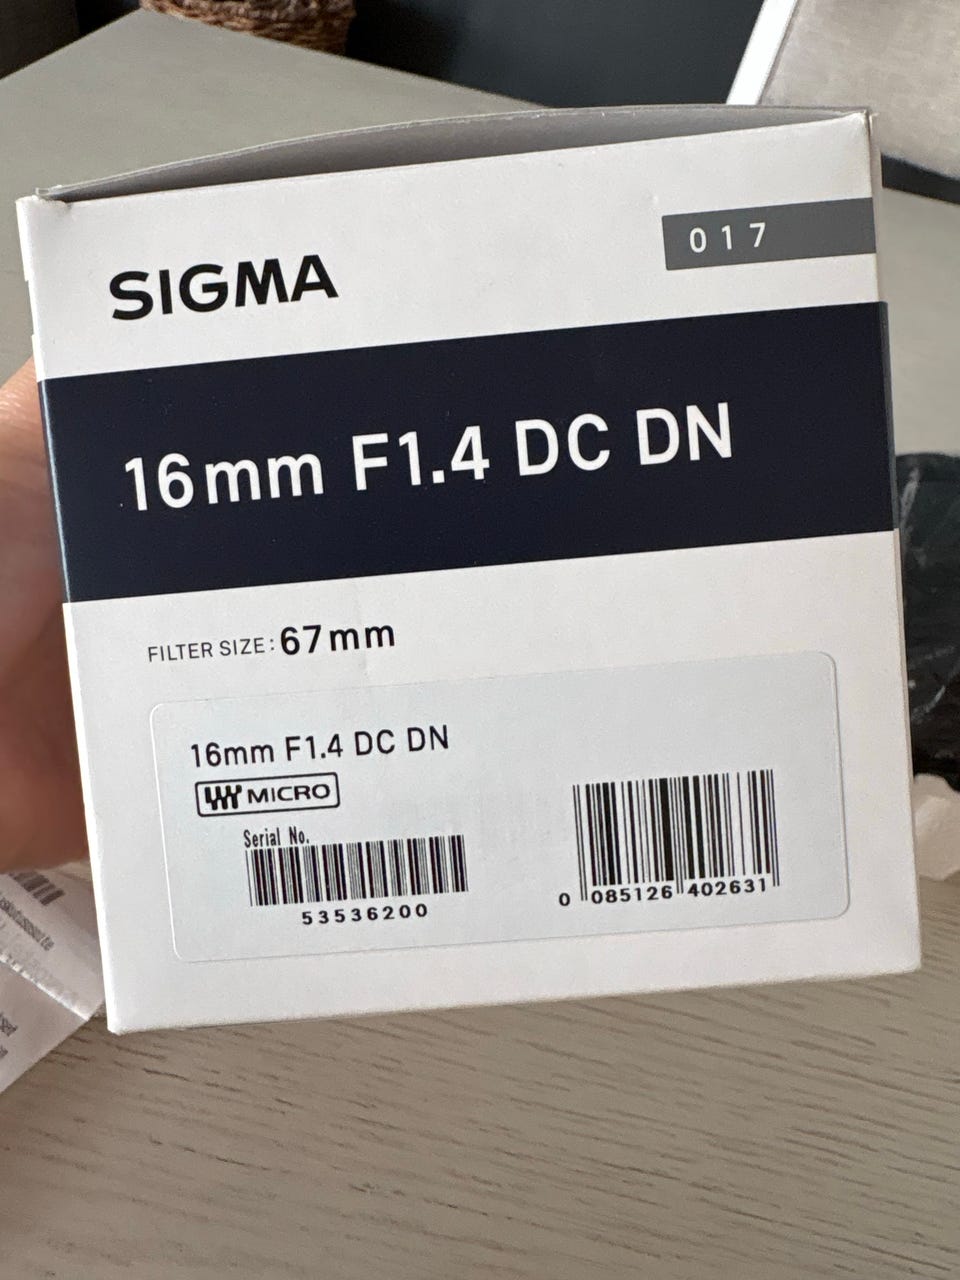 SIGMA
017
16mm F1.4 DC DN
FILTER SIZE: 67mm
16mm F1.4 DC DN
MICRO
Serial No.
53536200
0 085126 402631